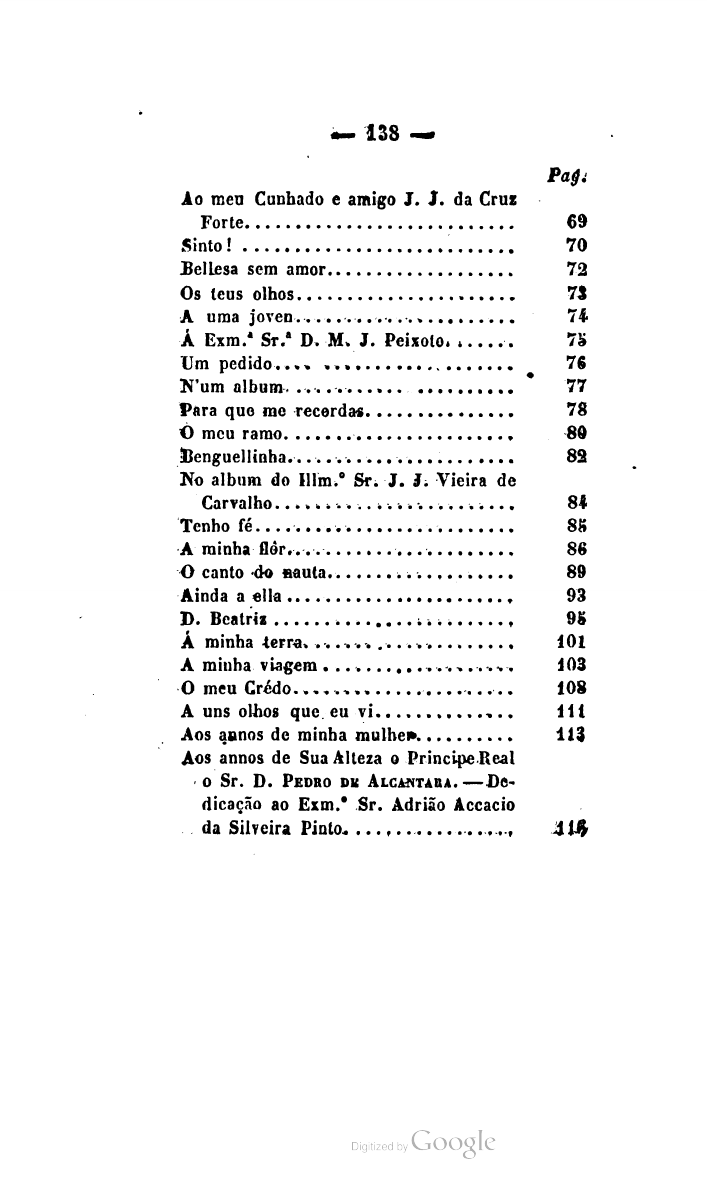 — 138 —
Pag.
Ao meu Cunhado e amigo J. J. da Cruz
Forte........................... 69
Sinto! ........................... 70
Bellesa sem amor................... 72
Os teus olhos...................... 73
A uma joven...................... 74
Á Exm.ª Sr.ª D. M. J. Peixoto....... 75
Um pedido.... ................... 76
N'um album............ .......... 77
Para que me recordas............... 78
O meu ramo....................... 80
Benguellinha....................... 82
No album do Illm.º Sr. J. J. Vieira de
Carvalho........................ 84
Tenho fé.......................... 85
A minha flôr....................... 86
O canto do nauta................... 89
Ainda a ella ....................... 93
D. Beatriz ........................ 95
Á minha terra..................... 101
A minha viagem ................... 103
O meu Crédo...................... 108
A uns olhos que eu vi.............. 111
Aos annos de minha mulher.......... 113
Aos annos de Sua Alteza o Principe Real
o Sr. D. PEDRO DE ALCANTARA.—De-
dicação ao Exm.º Sr. Adrião Accacio
da Silveira Pinto.................
Digitized by Google